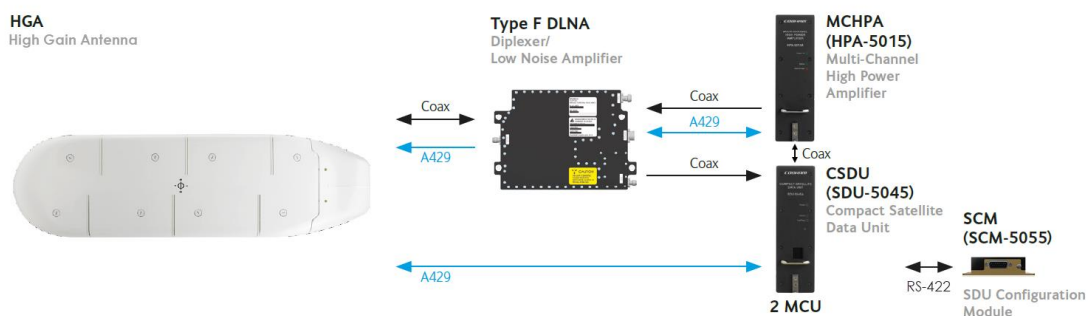 HGA
High Gain Antenna
Type F DLNA
Diplexer/
Low Noise Amplifier
MCHPA
(HPA-5015)
Multi-Channel
High Power
Amplifier
Coax
A429
Coax
A429
Coax
Coax
CSDU
(SDU-5045)
Compact Satellite
Data Unit
2 MCU
A429
RS-422
SCM
(SCM-5055)
SDU Configuration
Module
CAUTION